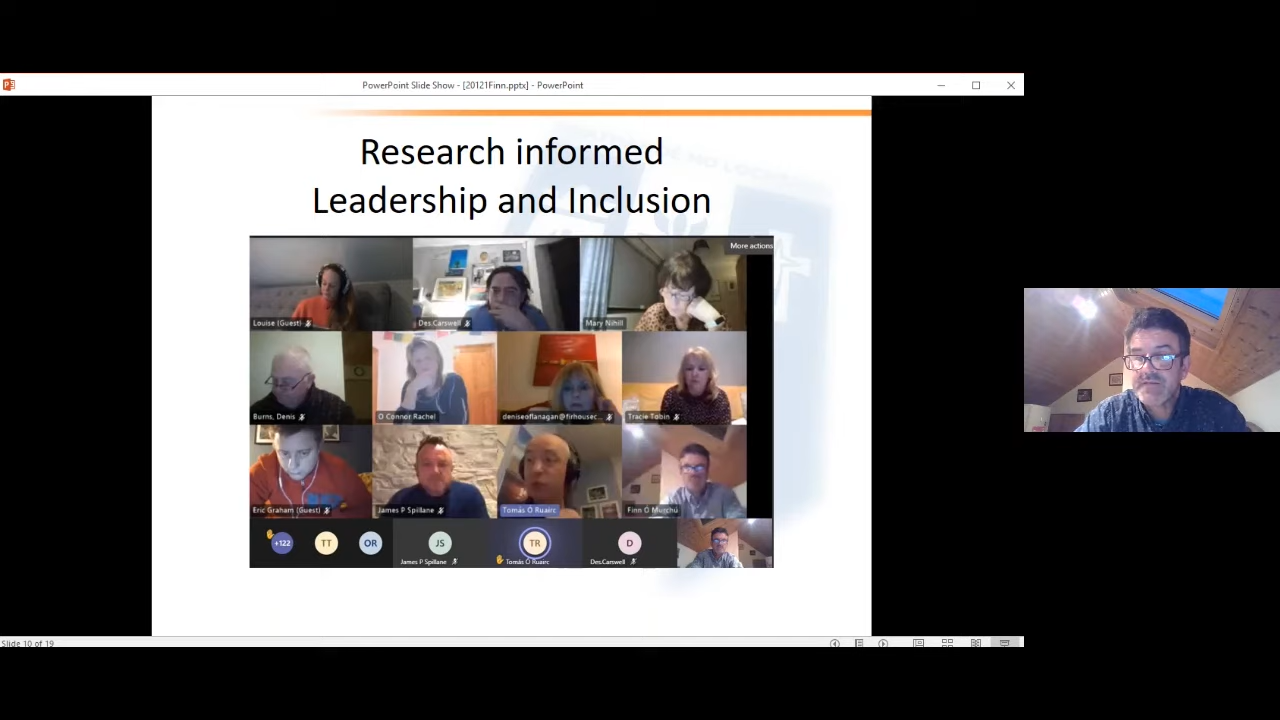 PowerPoint Slide Show - [20121Finn.pptx] - PowerPoint
Research informed
Leadership and Inclusion
More actions
Louise (Guest)
Des.Carswell
Mary Nihill
Burns, Denis
O Connor Rachel
deniseoflanagan@firhousec...
Tracie Tobin
Eric Graham (Guest)
James P Spillane
Tomás Ó Ruairc
Finn Ó Murchú
+122
TT
OR
JS
TR
D
James P Spillane
Tomás Ó Ruairc
Des.Carswell
Slide 10 of 19